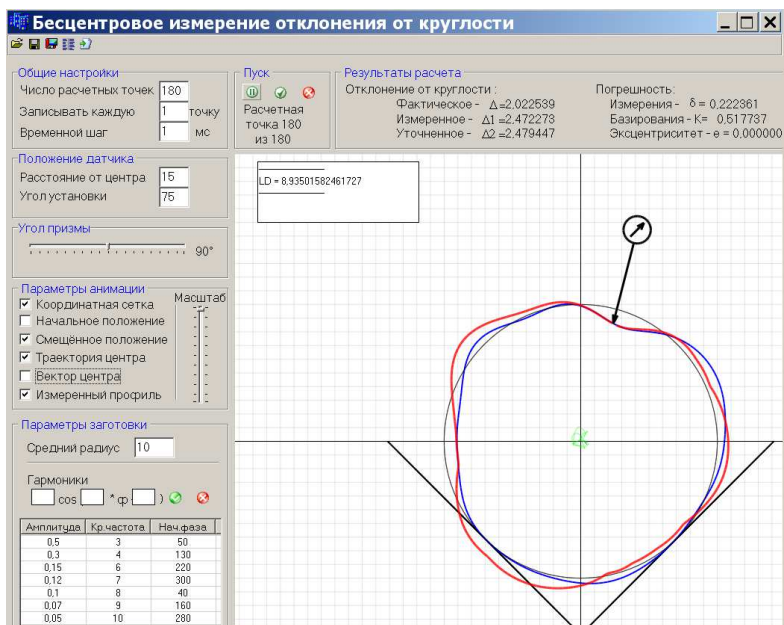 Бесцентровое измерение отклонения от круглости
Общие настройки
Число расчетных точек 180
Записывать каждую 1 точку
Временной шаг 1 мс
Пуск
Расчетная
точка 180
из 180
Результаты расчета
Отклонение от круглости :
Фактическое - Δ =2,022539
Измеренное - Δ1 =2,472273
Уточненное - Δ2 =2,479447
Погрешность:
Измерения - δ = 0,222361
Базирования - K= 0,517737
Эксцентриситет - e = 0,000000
Положение датчика
Расстояние от центра 15
Угол установки 75
Угол призмы
90°
Параметры анимации
Координатная сетка
Начальное положение
Смещённое положение
Траектория центра
Вектор центра
Измеренный профиль
Масштаб
Параметры заготовки
Средний радиус 10
Гармоники
cos * φ - )
Амплитуда Кр.частота Нач.фаза
0,5 3 50
0,3 4 130
0,15 6 220
0,12 7 300
0,1 8 40
0,07 9 160
0,05 10 280
LD = 8,93501582461727